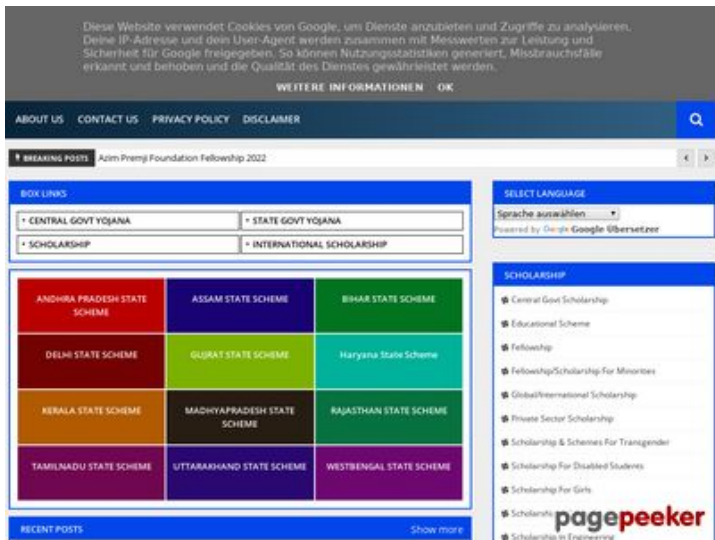 Diese Website verwendet Cookies von Google, um Dienste anzubieten und Zugriffe zu analysieren.
Deine IP-Adresse und dein User-Agent werden zusammen mit Messwerten zur Leistung und
Sicherheit für Google freigegeben. So können Nutzungsstatistiken generiert, Missbrauchsfälle
erkannt und behoben und die Qualität des Dienstes gewährleistet werden.
WEITERE INFORMATIONEN OK
ABOUT US CONTACT US PRIVACY POLICY DISCLAIMER
BREAKING POSTS Azim Premji Foundation Fellowship 2022
BOX LINKS
CENTRAL GOVT YOJANA
STATE GOVT YOJANA
SCHOLARSHIP
INTERNATIONAL SCHOLARSHIP
ANDHRA PRADESH STATE
SCHEME
ASSAM STATE SCHEME
BIHAR STATE SCHEME
DELHI STATE SCHEME
GUJRAT STATE SCHEME
Haryana State Scheme
KERALA STATE SCHEME
MADHYAPRADESH STATE
SCHEME
RAJASTHAN STATE SCHEME
TAMILNADU STATE SCHEME
UTTARAKHAND STATE SCHEME
WESTBENGAL STATE SCHEME
RECENT POSTS Show more
SELECT LANGUAGE
Sprache auswählen
Powered by Google Google Übersetzer
SCHOLARSHIP
Central Govt Scholarship
Educational Scheme
Fellowship
Fellowship/Scholarship For Minorities
Global/International Scholarship
Private Sector Scholarship
Scholarship & Schemes For Transgender
Scholarship For Disabled Students
Scholarship For Girls
pagepeeker
Scholarship in Engineering